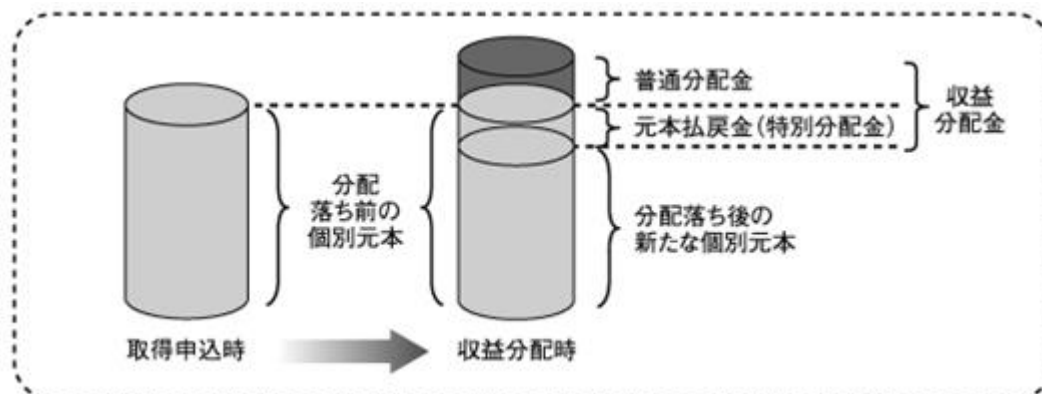 普通分配金
元本払戻金(特別分配金)
収益
分配金
分配
落ち前の
個別元本
分配落ち後の
新たな個別元本
取得申込時
収益分配時